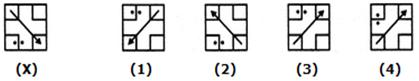 (X) (1) (2) (3) (4)